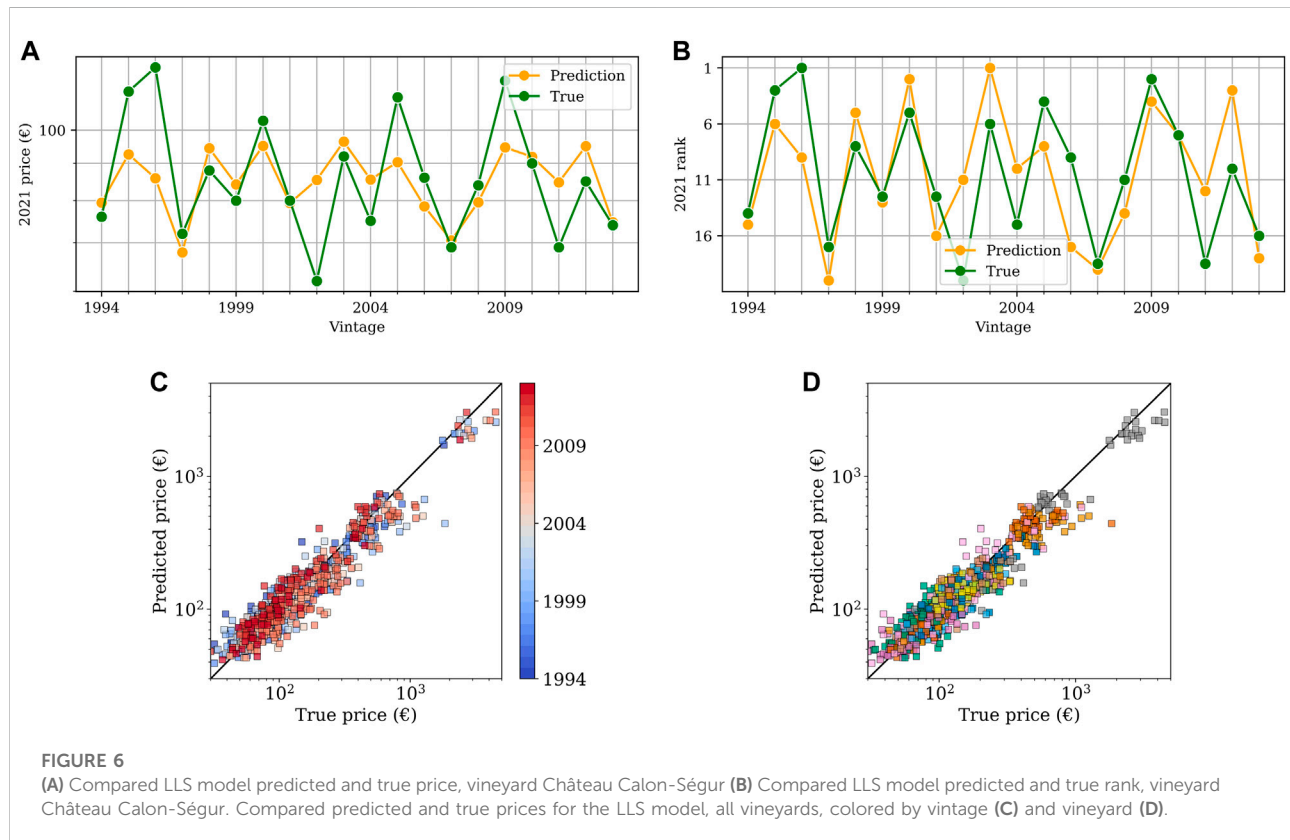 A
B
2021 price (€)
100
Prediction
True
1994
1999
2004
2009
Vintage
2021 rank
1
6
11
16
Prediction
True
1994
1999
2004
2009
Vintage
C
D
Predicted price (€)
10³
10²
10²
10³
True price (€)
2009
2004
1999
1994
Predicted price (€)
10³
10²
10²
10³
True price (€)
FIGURE 6
(A) Compared LLS model predicted and true price, vineyard Château Calon-Ségur (B) Compared LLS model predicted and true rank, vineyard
Château Calon-Ségur. Compared predicted and true prices for the LLS model, all vineyards, colored by vintage (C) and vineyard (D).